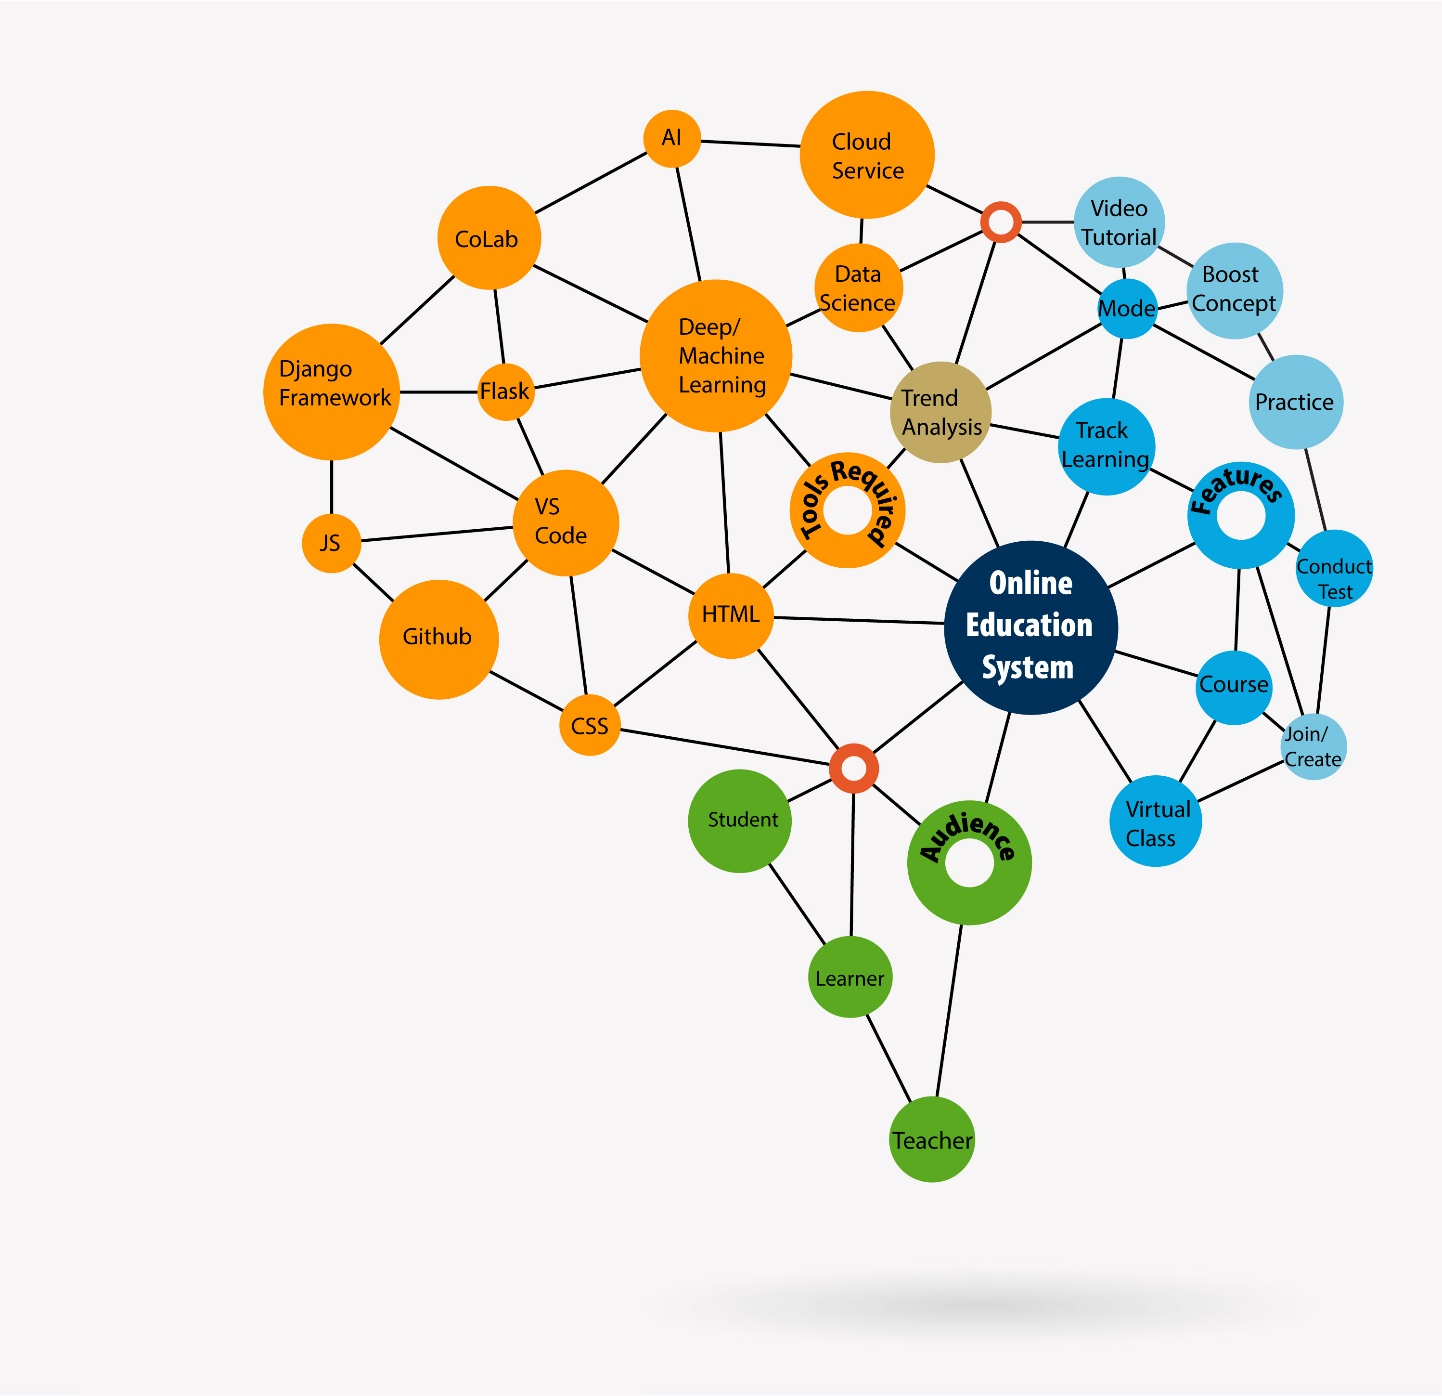 AI
Cloud
Service
Video
Tutorial
CoLab
Data
Science
Boost
Concept
Mode
Deep/
Machine
Learning
Django
Framework
Flask
Trend
Analysis
Practice
Track
Learning
Tools Required
Features
VS
Code
JS
Conduct
Test
Online
Education
System
HTML
Github
Course
CSS
Join/
Create
Student
Virtual
Class
Audience
Learner
Teacher